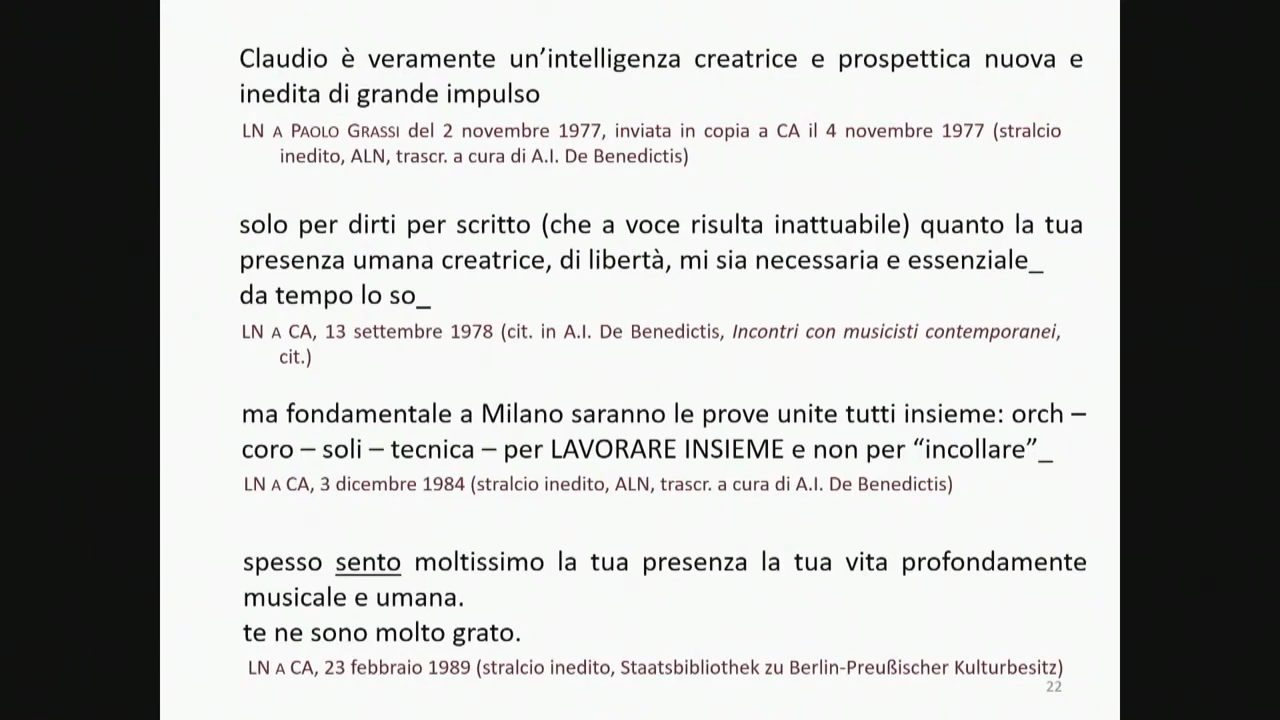 Claudio è veramente un’intelligenza creatrice e prospettica nuova e
inedita di grande impulso
LN A PAOLO GRASSI del 2 novembre 1977, inviata in copia a CA il 4 novembre 1977 (stralcio
inedito, ALN, trascr. a cura di A.I. De Benedictis)
solo per dirti per scritto (che a voce risulta inattuabile) quanto la tua
presenza umana creatrice, di libertà, mi sia necessaria e essenziale_
da tempo lo so_
LN A CA, 13 settembre 1978 (cit. in A.I. De Benedictis, Incontri con musicisti contemporanei,
cit.)
ma fondamentale a Milano saranno le prove unite tutti insieme: orch –
coro – soli – tecnica – per LAVORARE INSIEME e non per “incollare”_
LN A CA, 3 dicembre 1984 (stralcio inedito, ALN, trascr. a cura di A.I. De Benedictis)
spesso sento moltissimo la tua presenza la tua vita profondamente
musicale e umana.
te ne sono molto grato.
LN A CA, 23 febbraio 1989 (stralcio inedito, Staatsbibliothek zu Berlin-Preußischer Kulturbesitz)
22